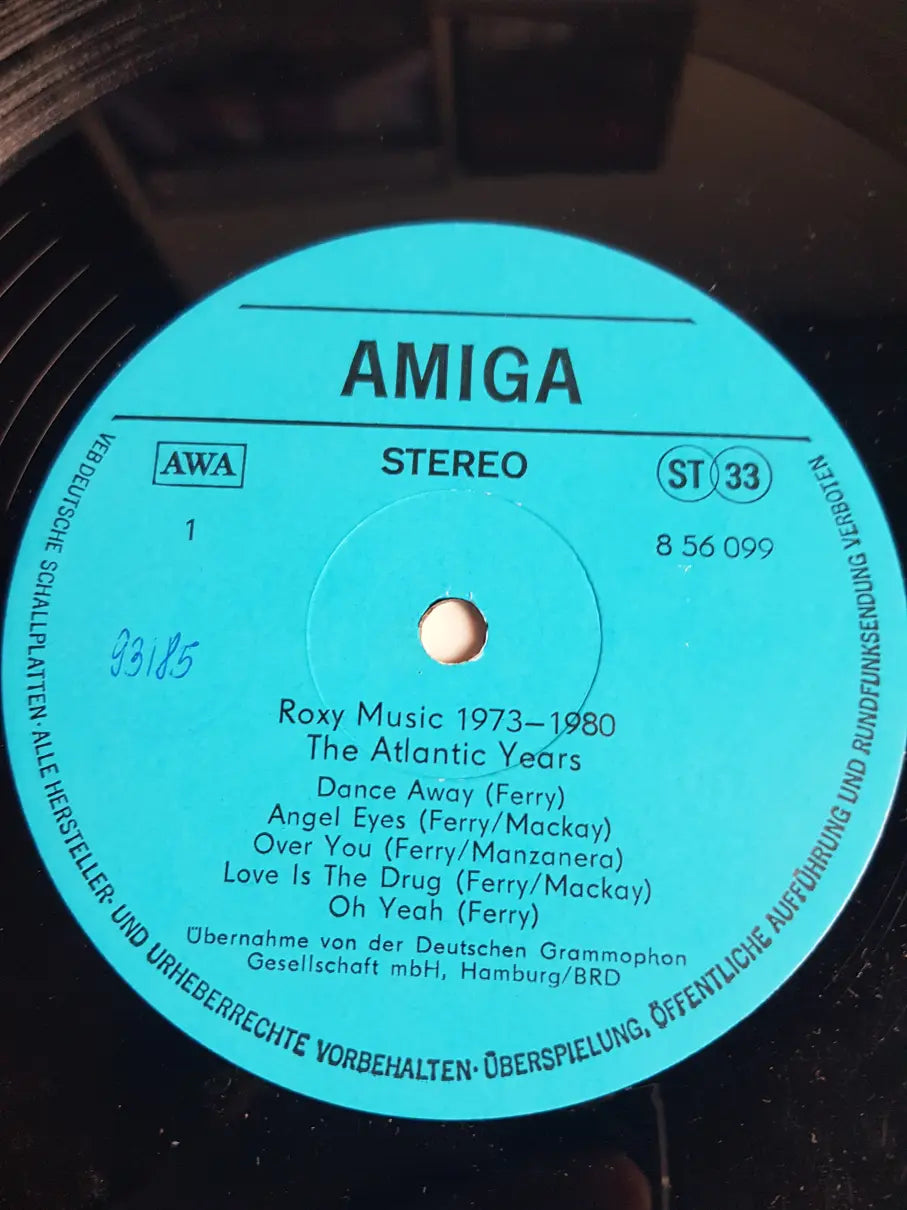 AMIGA
AWA
STEREO
ST 33
1
8 56 099
93/85
Roxy Music 1973–1980
The Atlantic Years
Dance Away (Ferry)
Angel Eyes (Ferry/Mackay)
Over You (Ferry/Manzanera)
Love Is The Drug (Ferry/Mackay)
Oh Yeah (Ferry)
Übernahme von der Deutschen Grammophon
Gesellschaft mbH, Hamburg/BRD
VEB DEUTSCHE SCHALLPLATTEN · ALLE HERSTELLER- UND URHEBERRECHTE VORBEHALTEN · ÜBERSPIELUNG, ÖFFENTLICHE AUFFÜHRUNG UND RUNDFUNKSENDUNG VERBOTEN